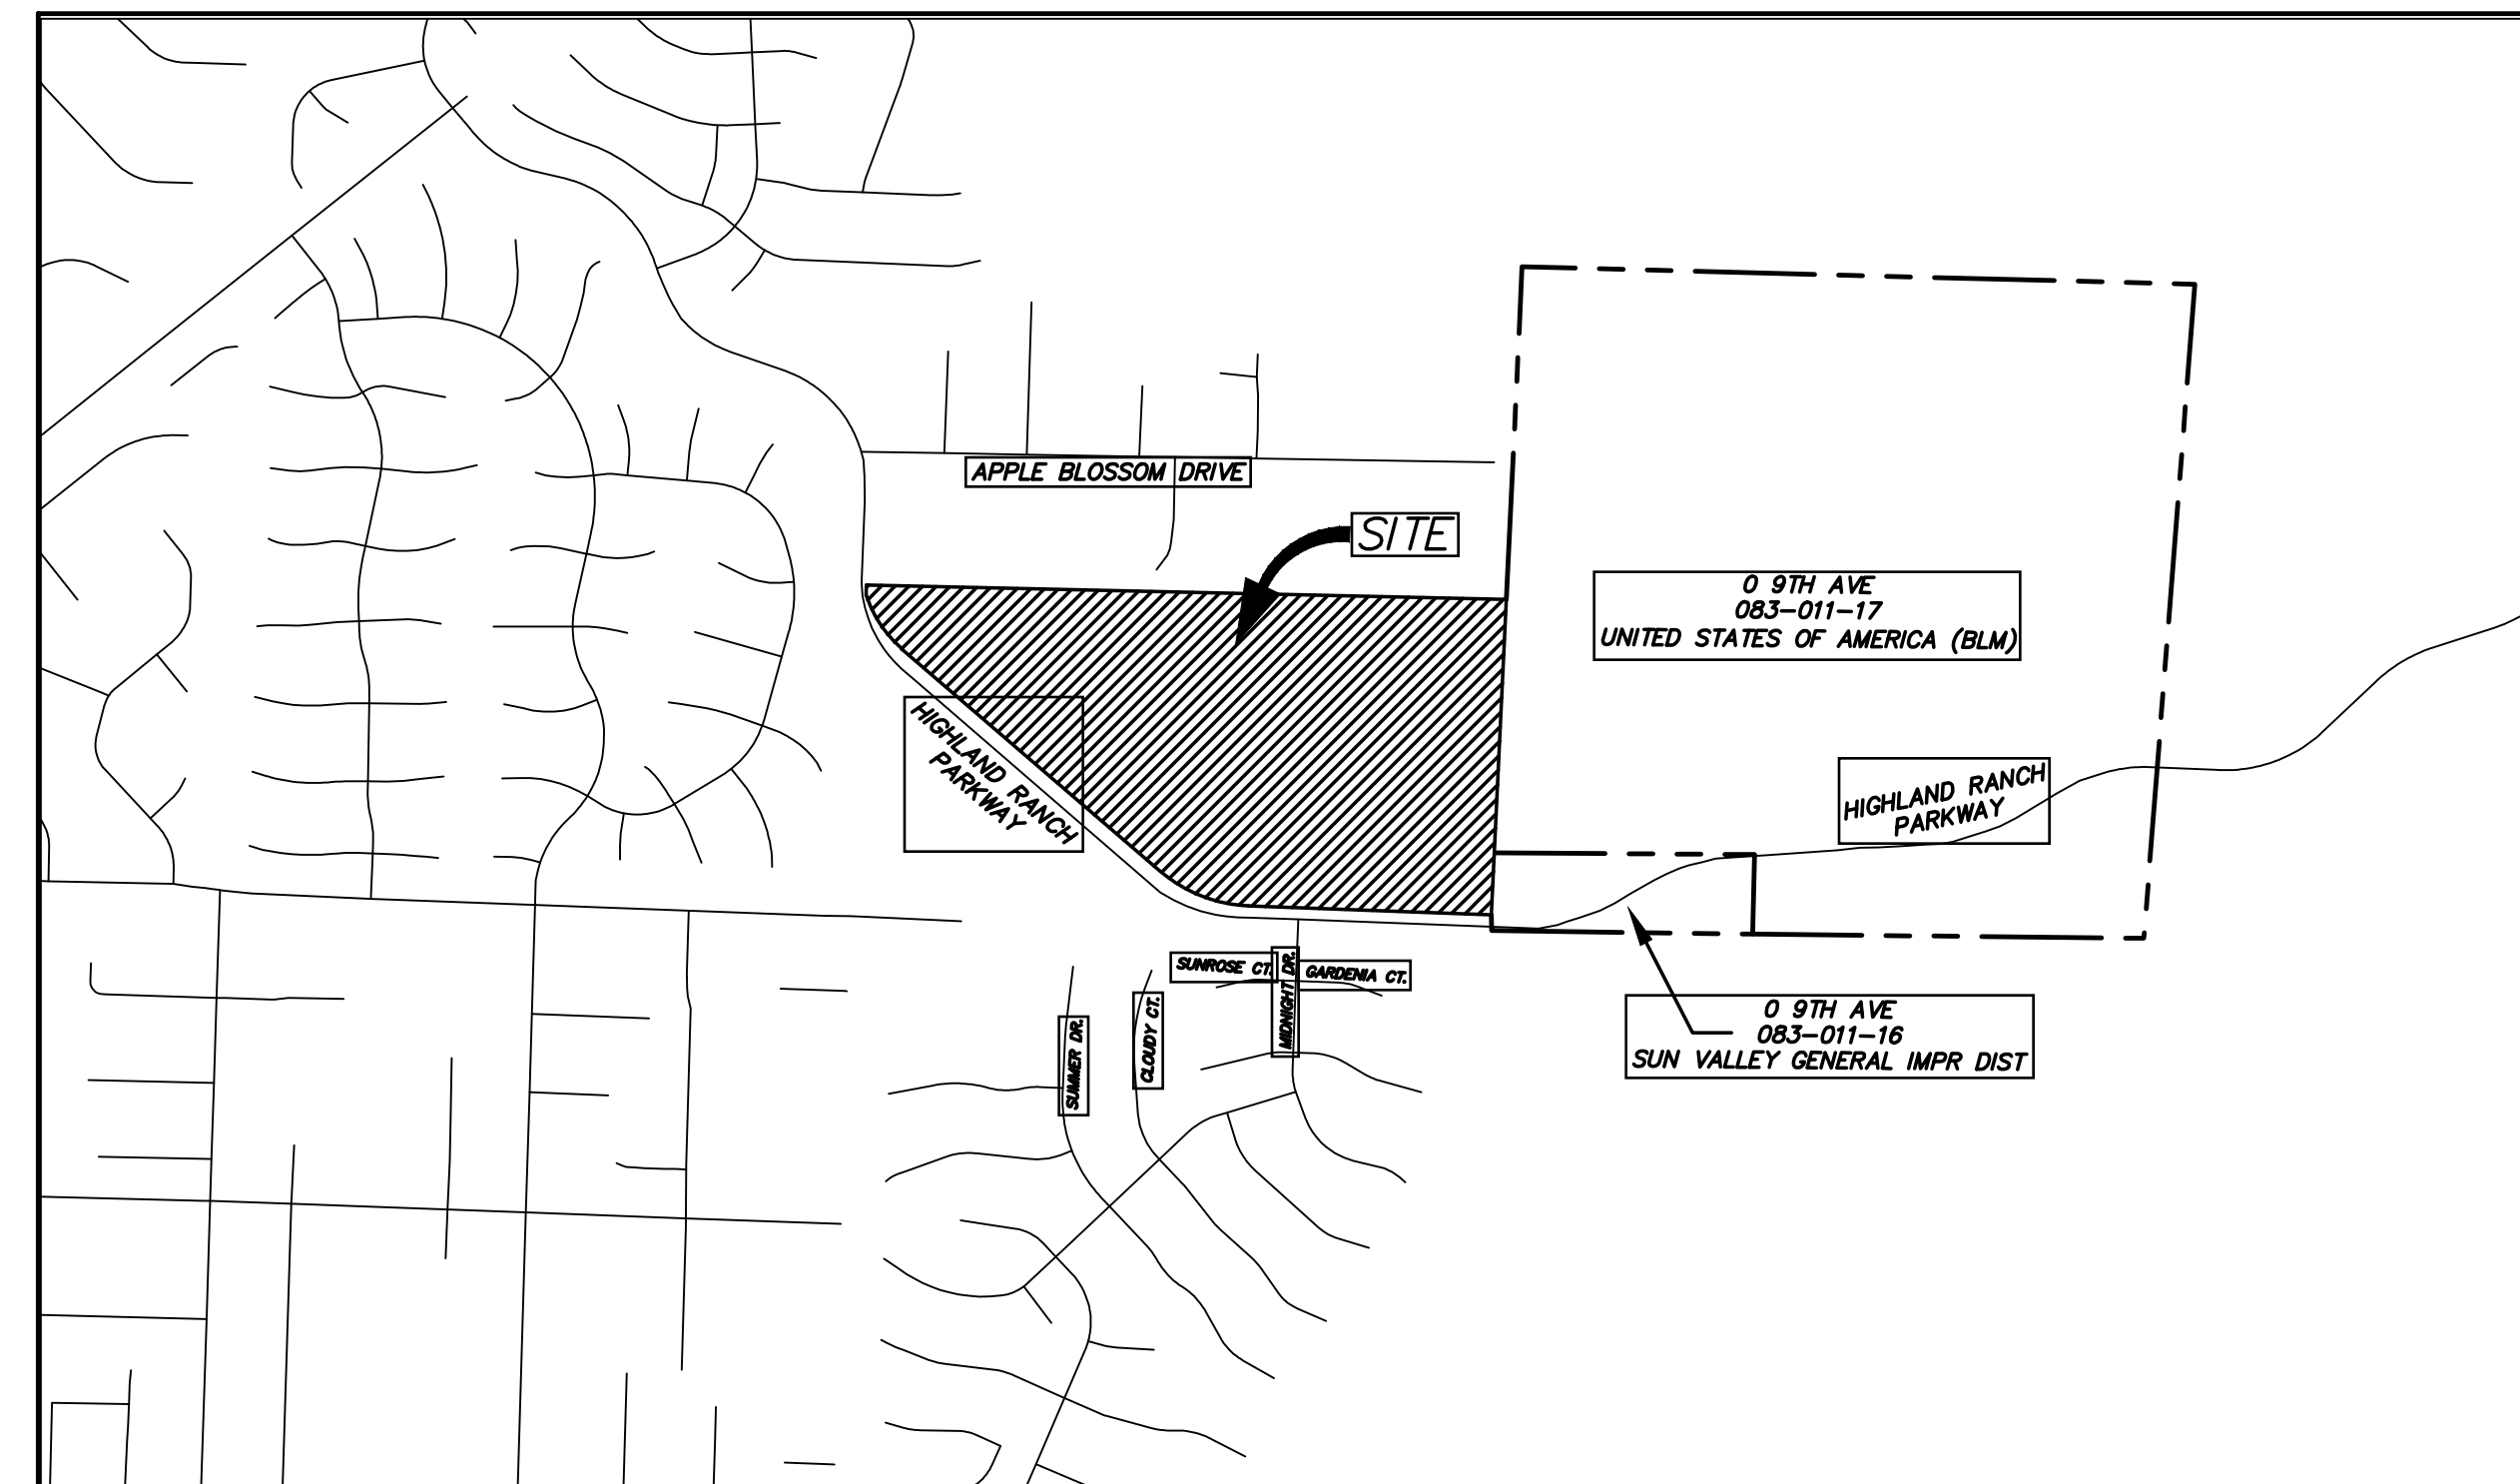 APPLE BLOSSOM DRIVE
SITE
0 9TH AVE
083-011-17
UNITED STATES OF AMERICA (BLM)
HIGHLAND RANCH
PARKWAY
HIGHLAND RANCH
PARKWAY
SUNROSE CT.
MIDNIGHT DR.
GARDENIA CT.
SUMMER DR.
CLOUDY CT.
0 9TH AVE
083-011-16
SUN VALLEY GENERAL IMPR DIST